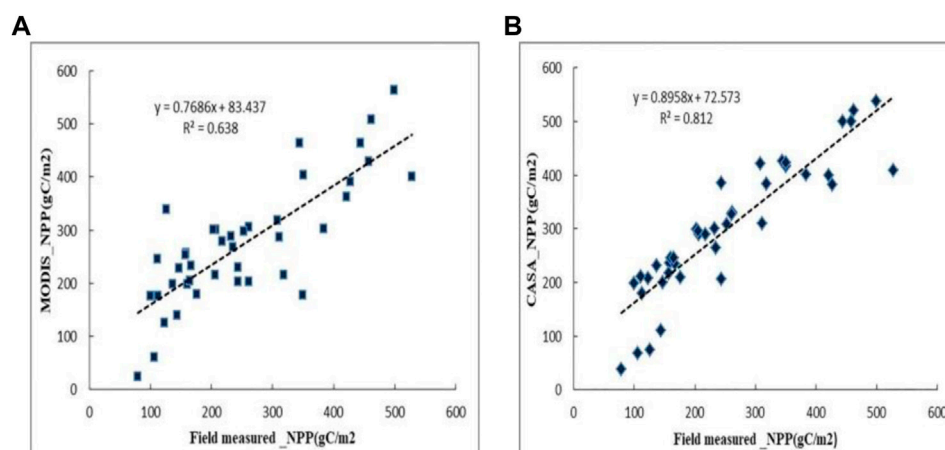 A
600
500
400
300
200
100
0
MODIS_NPP(gC/m2)
y = 0.7686x + 83.437
R² = 0.638
0 100 200 300 400 500 600
Field measured _NPP(gC/m2
B
600
500
400
300
200
100
0
CASA_NPP(gC/m2)
y = 0.8958x + 72.573
R² = 0.812
0 100 200 300 400 500 600
Field measured _NPP(gC/m2)